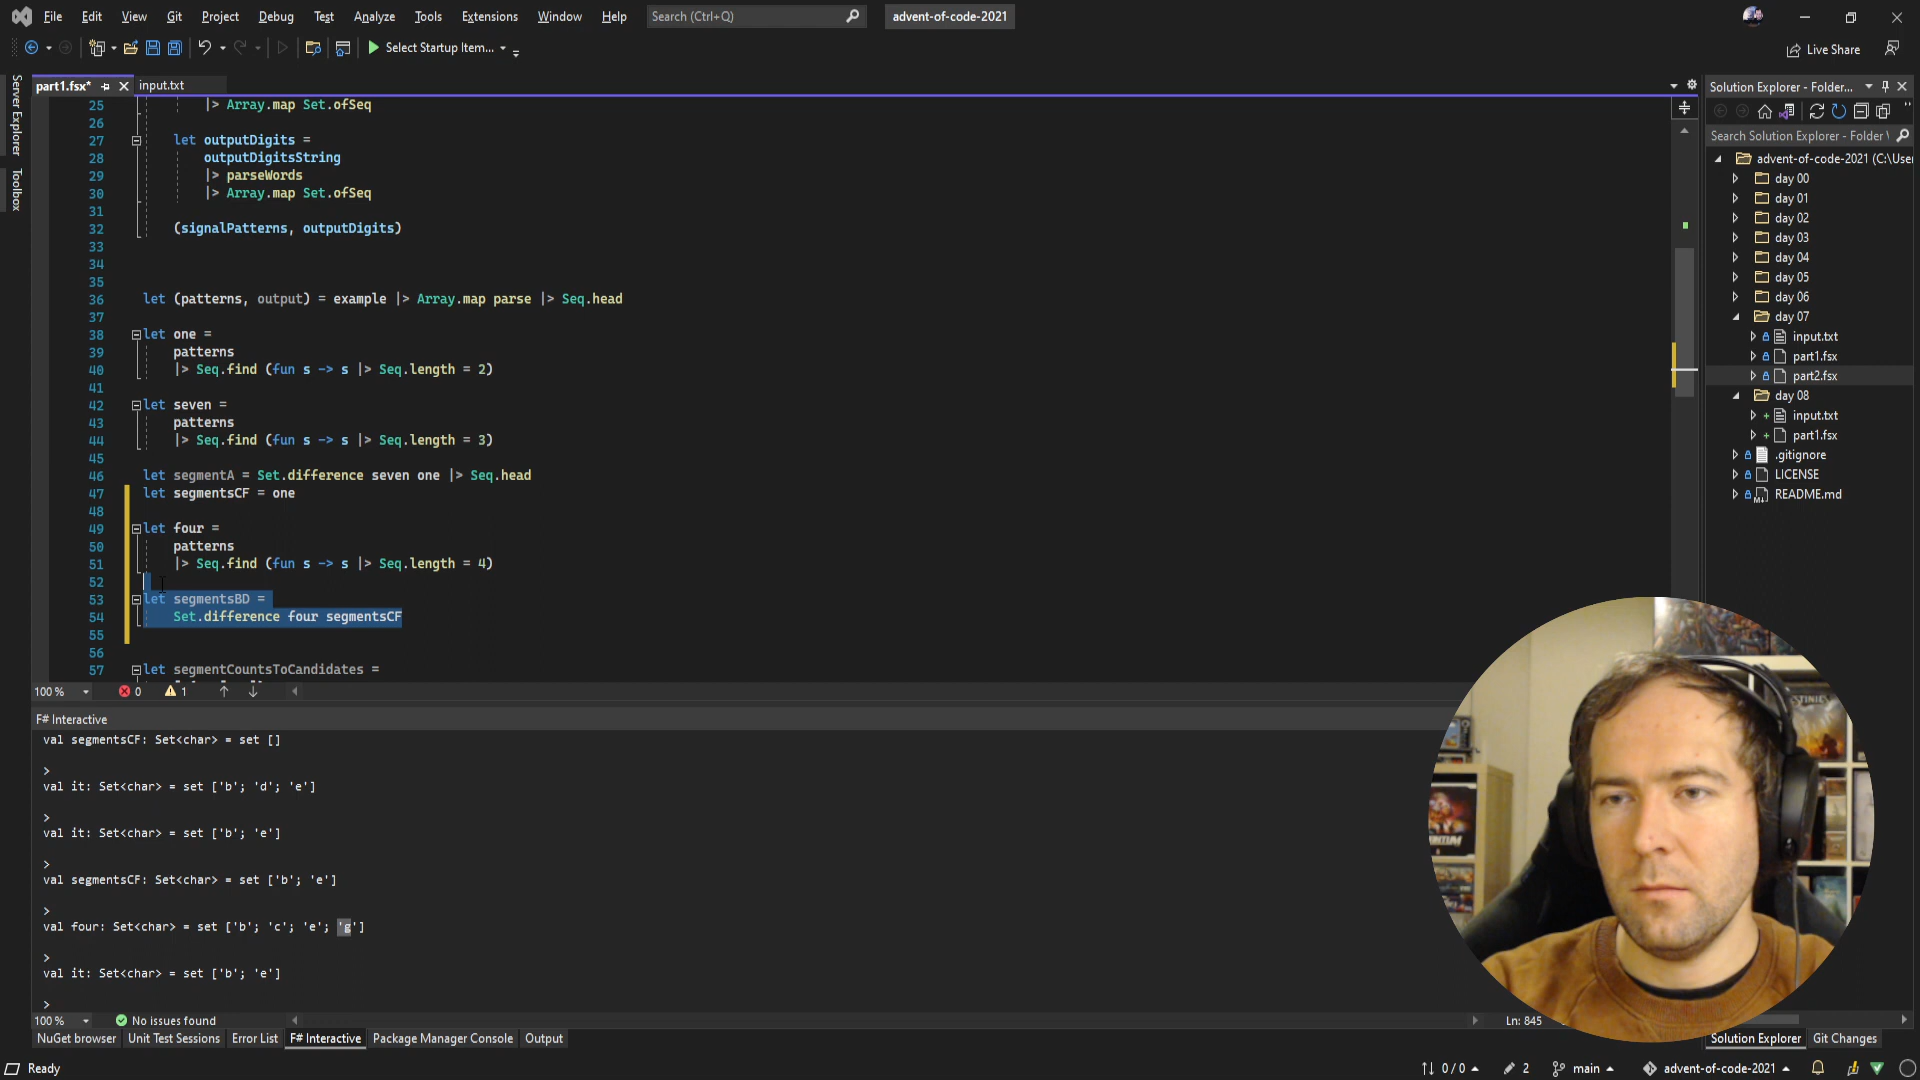 File Edit View Git Project Debug Test Analyze Tools Extensions Window Help Search (Ctrl+Q) advent-of-code-2021
Select Startup Item... Live Share
Server Explorer
Toolbox
part1.fsx* input.txt
25 |> Array.map Set.ofSeq
26
27 let outputDigits =
28 outputDigitsString
29 |> parseWords
30 |> Array.map Set.ofSeq
31
32 (signalPatterns, outputDigits)
33
34
35
36 let (patterns, output) = example |> Array.map parse |> Seq.head
37
38 let one =
39 patterns
40 |> Seq.find (fun s -> s |> Seq.length = 2)
41
42 let seven =
43 patterns
44 |> Seq.find (fun s -> s |> Seq.length = 3)
45
46 let segmentA = Set.difference seven one |> Seq.head
47 let segmentsCF = one
48
49 let four =
50 patterns
51 |> Seq.find (fun s -> s |> Seq.length = 4)
52
53 let segmentsBD =
54 Set.difference four segmentsCF
55
56
57 let segmentCountsToCandidates =
100 % 0 1
F# Interactive
val segmentsCF: Set<char> = set []
>
val it: Set<char> = set ['b'; 'd'; 'e']
>
val it: Set<char> = set ['b'; 'e']
>
val segmentsCF: Set<char> = set ['b'; 'e']
>
val four: Set<char> = set ['b'; 'c'; 'e'; 'g']
>
val it: Set<char> = set ['b'; 'e']
>
100 % No issues found Ln: 845
NuGet browser Unit Test Sessions Error List F# Interactive Package Manager Console Output
Ready 0 / 0 2 main advent-of-code-2021
Solution Explorer - Folder...
Search Solution Explorer - Folder
advent-of-code-2021 (C:\User
day 00
day 01
day 02
day 03
day 04
day 05
day 06
day 07
input.txt
part1.fsx
part2.fsx
day 08
input.txt
part1.fsx
.gitignore
LICENSE
README.md
Solution Explorer Git Changes